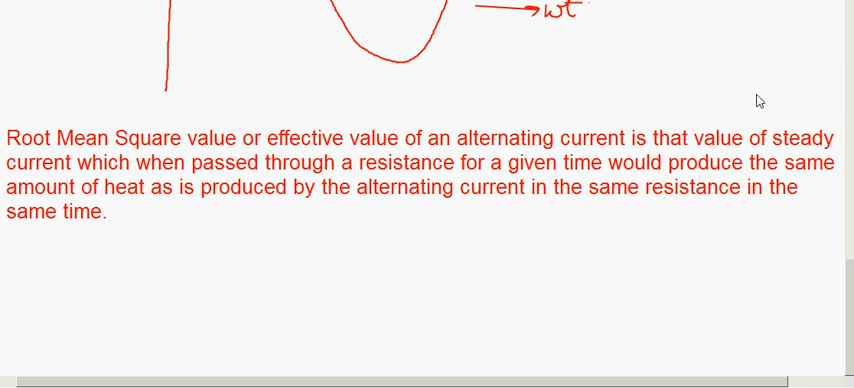 wt
Root Mean Square value or effective value of an alternating current is that value of steady
current which when passed through a resistance for a given time would produce the same
amount of heat as is produced by the alternating current in the same resistance in the
same time.